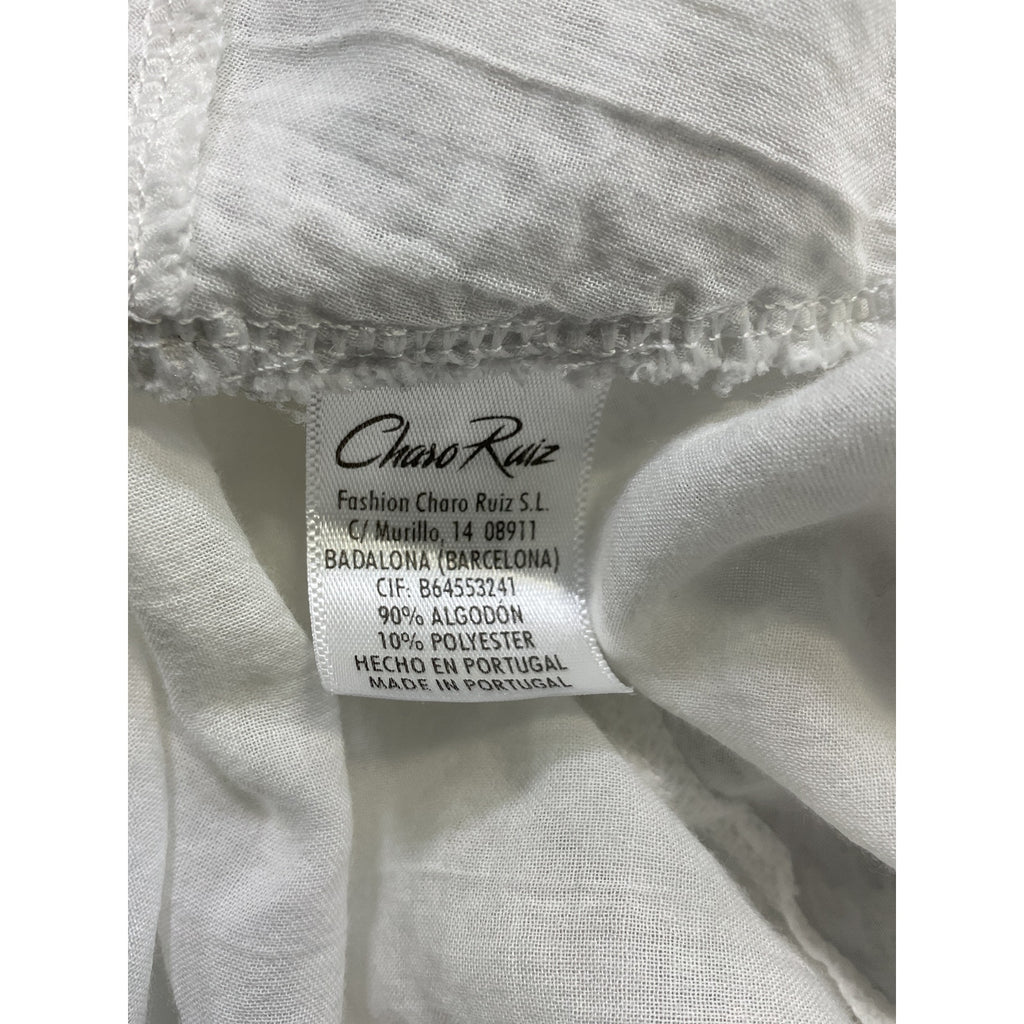 Charo Ruiz
Fashion Charo Ruiz S.L.
C/ Murillo, 14 08911
BADALONA (BARCELONA)
CIF: B64553241
90% ALGODÓN
10% POLYESTER
HECHO EN PORTUGAL
MADE IN PORTUGAL